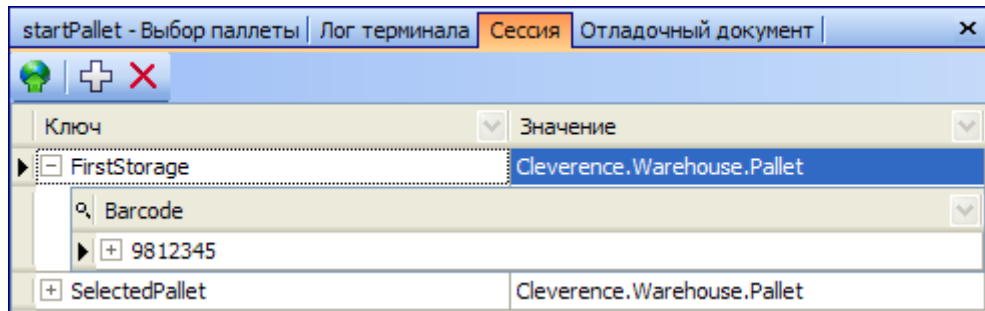 startPallet - Выбор паллеты Лог терминала Сессия Отладочный документ
Ключ Значение
FirstStorage Cleverence.Warehouse.Pallet
Barcode
9812345
SelectedPallet Cleverence.Warehouse.Pallet